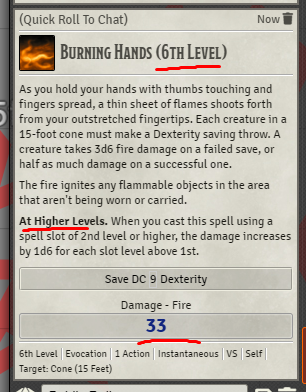 (Quick Roll To Chat) Now
Burning Hands (6th Level)
As you hold your hands with thumbs touching and
fingers spread, a thin sheet of flames shoots forth
from your outstretched fingertips. Each creature in a
15-foot cone must make a Dexterity saving throw. A
creature takes 3d6 fire damage on a failed save, or
half as much damage on a successful one.
The fire ignites any flammable objects in the area
that aren't being worn or carried.
At Higher Levels. When you cast this spell using a
spell slot of 2nd level or higher, the damage increases
by 1d6 for each slot level above 1st.
Save DC 9 Dexterity
Damage - Fire
33
6th Level | Evocation | 1 Action | Instantaneous | VS | Self |
Target: Cone (15 Feet)